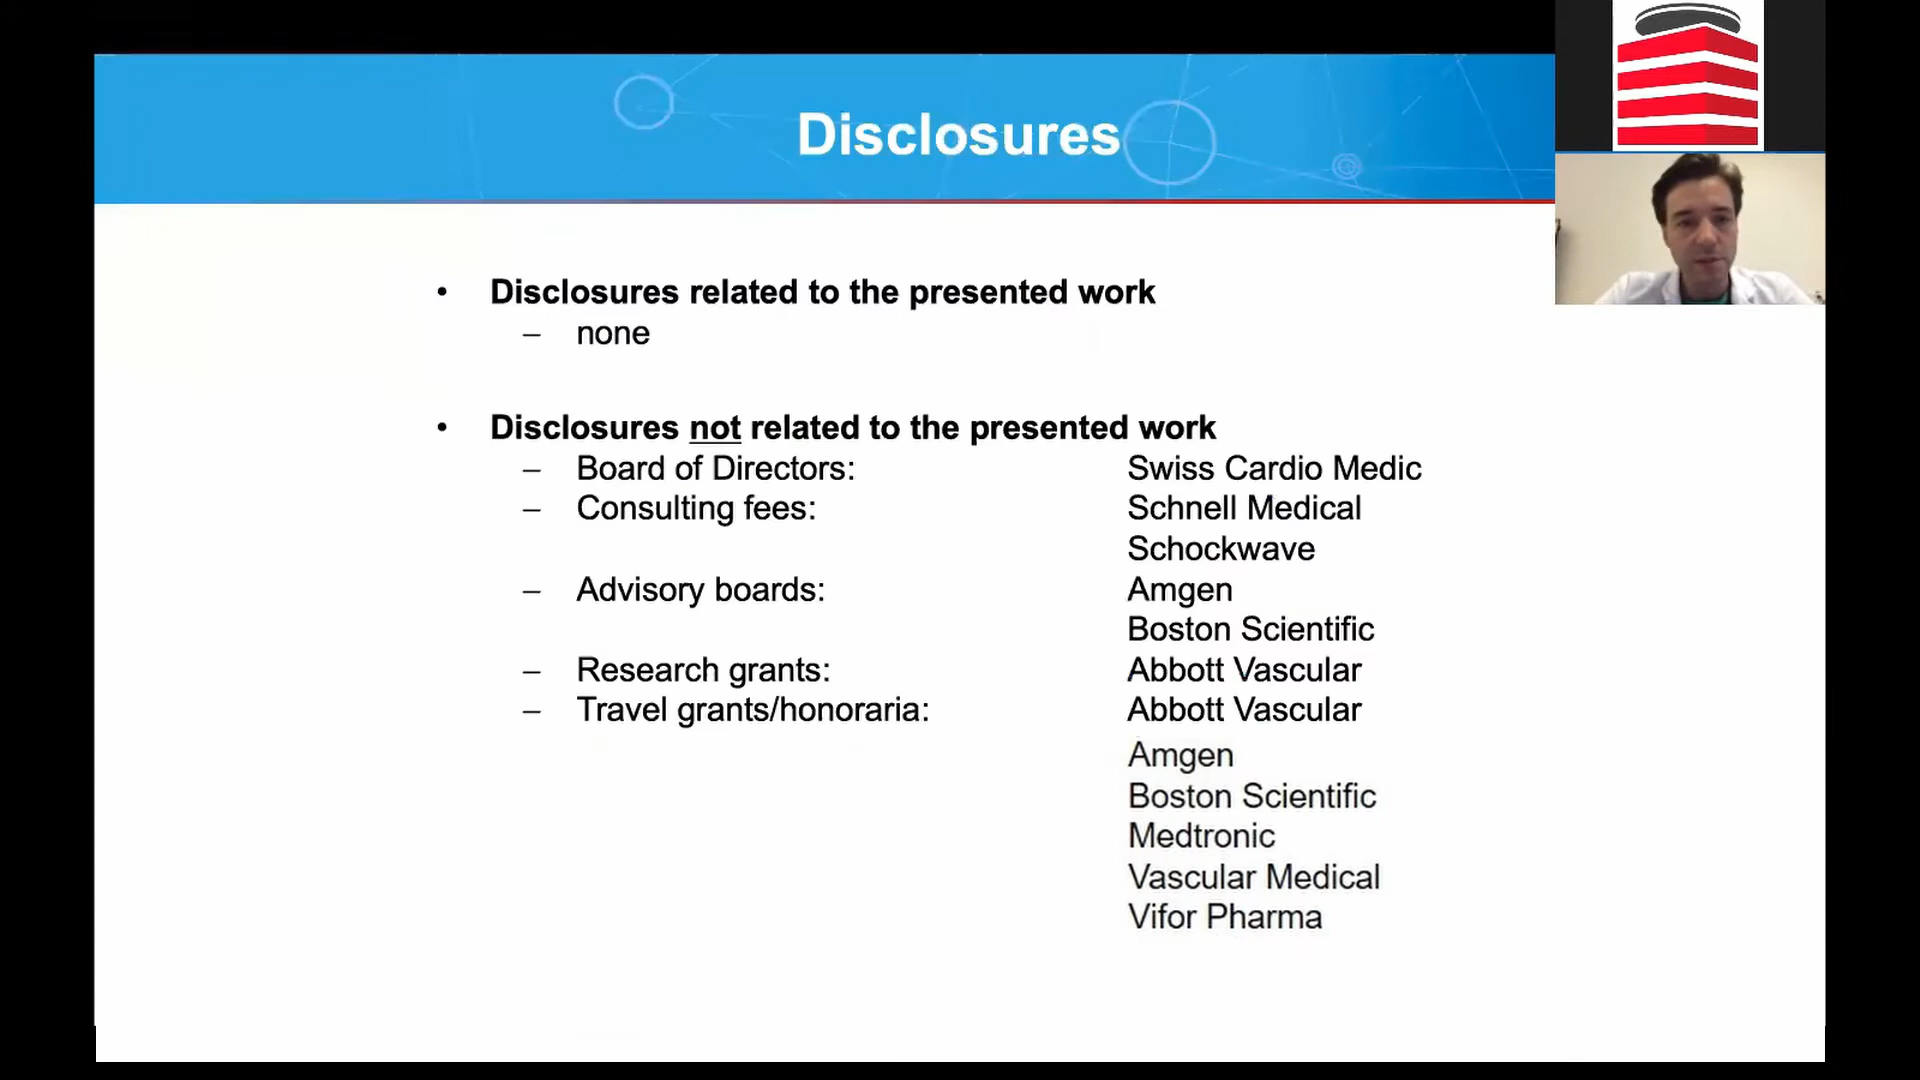 Disclosures
• Disclosures related to the presented work
– none
• Disclosures not related to the presented work
– Board of Directors: Swiss Cardio Medic
– Consulting fees: Schnell Medical
Schockwave
– Advisory boards: Amgen
Boston Scientific
– Research grants: Abbott Vascular
– Travel grants/honoraria: Abbott Vascular
Amgen
Boston Scientific
Medtronic
Vascular Medical
Vifor Pharma